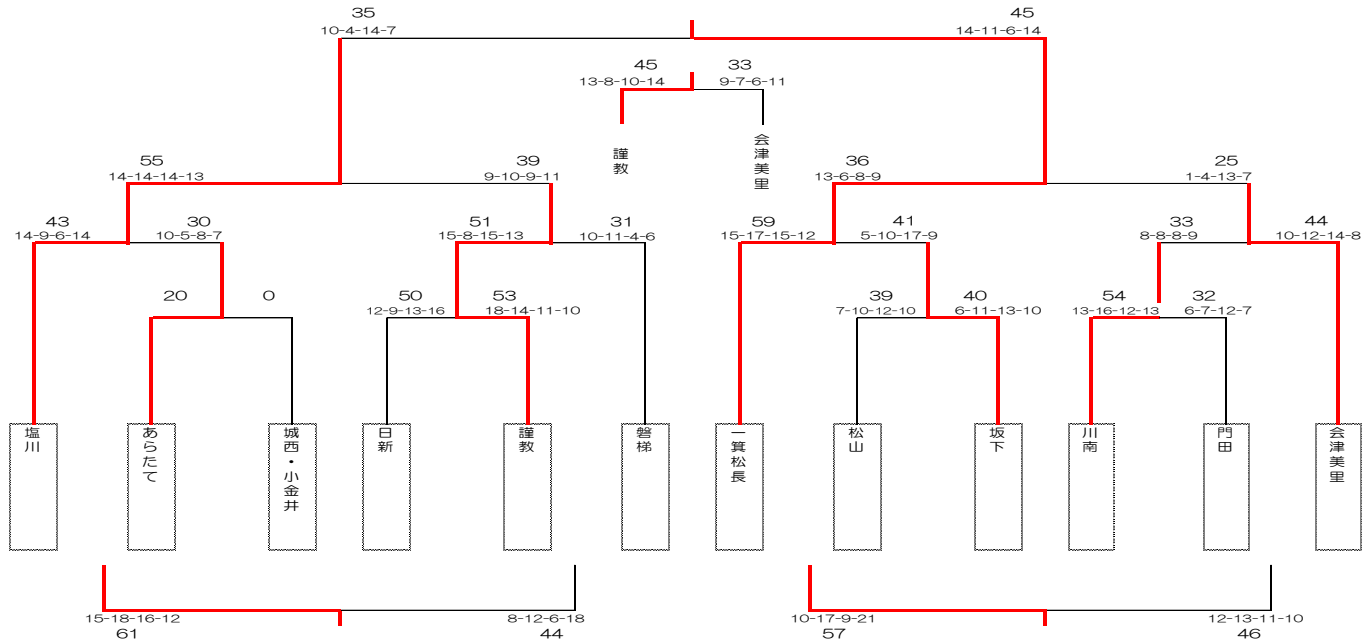 35 45
10-4-14-7 14-11-6-14
45 33
13-8-10-14 9-7-6-11
謹教 会津美里
55 39 36 25
14-14-14-13 9-10-9-11 13-6-8-9 1-4-13-7
43 30 51 31 59 41 33 44
14-9-6-14 10-5-8-7 15-8-15-13 10-11-4-6 15-17-15-12 5-10-17-9 8-8-8-9 10-12-14-8
20 0 50 53 39 40 54 32
12-9-13-16 18-14-11-10 7-10-12-10 6-11-13-10 13-16-12-13 6-7-12-7
塩川
あらたて
城西・小金井
日新
謹教
磐梯
一箕松長
松山
坂下
川南
門田
会津美里
15-18-16-12 8-12-6-18 10-17-9-21 12-13-11-10
61 44 57 46